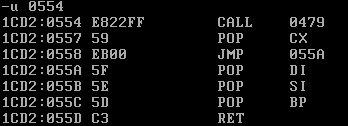 -u 0554
1CD2:0554 E822FF CALL 0479
1CD2:0557 59 POP CX
1CD2:0558 EB00 JMP 055A
1CD2:055A 5F POP DI
1CD2:055B 5E POP SI
1CD2:055C 5D POP BP
1CD2:055D C3 RET